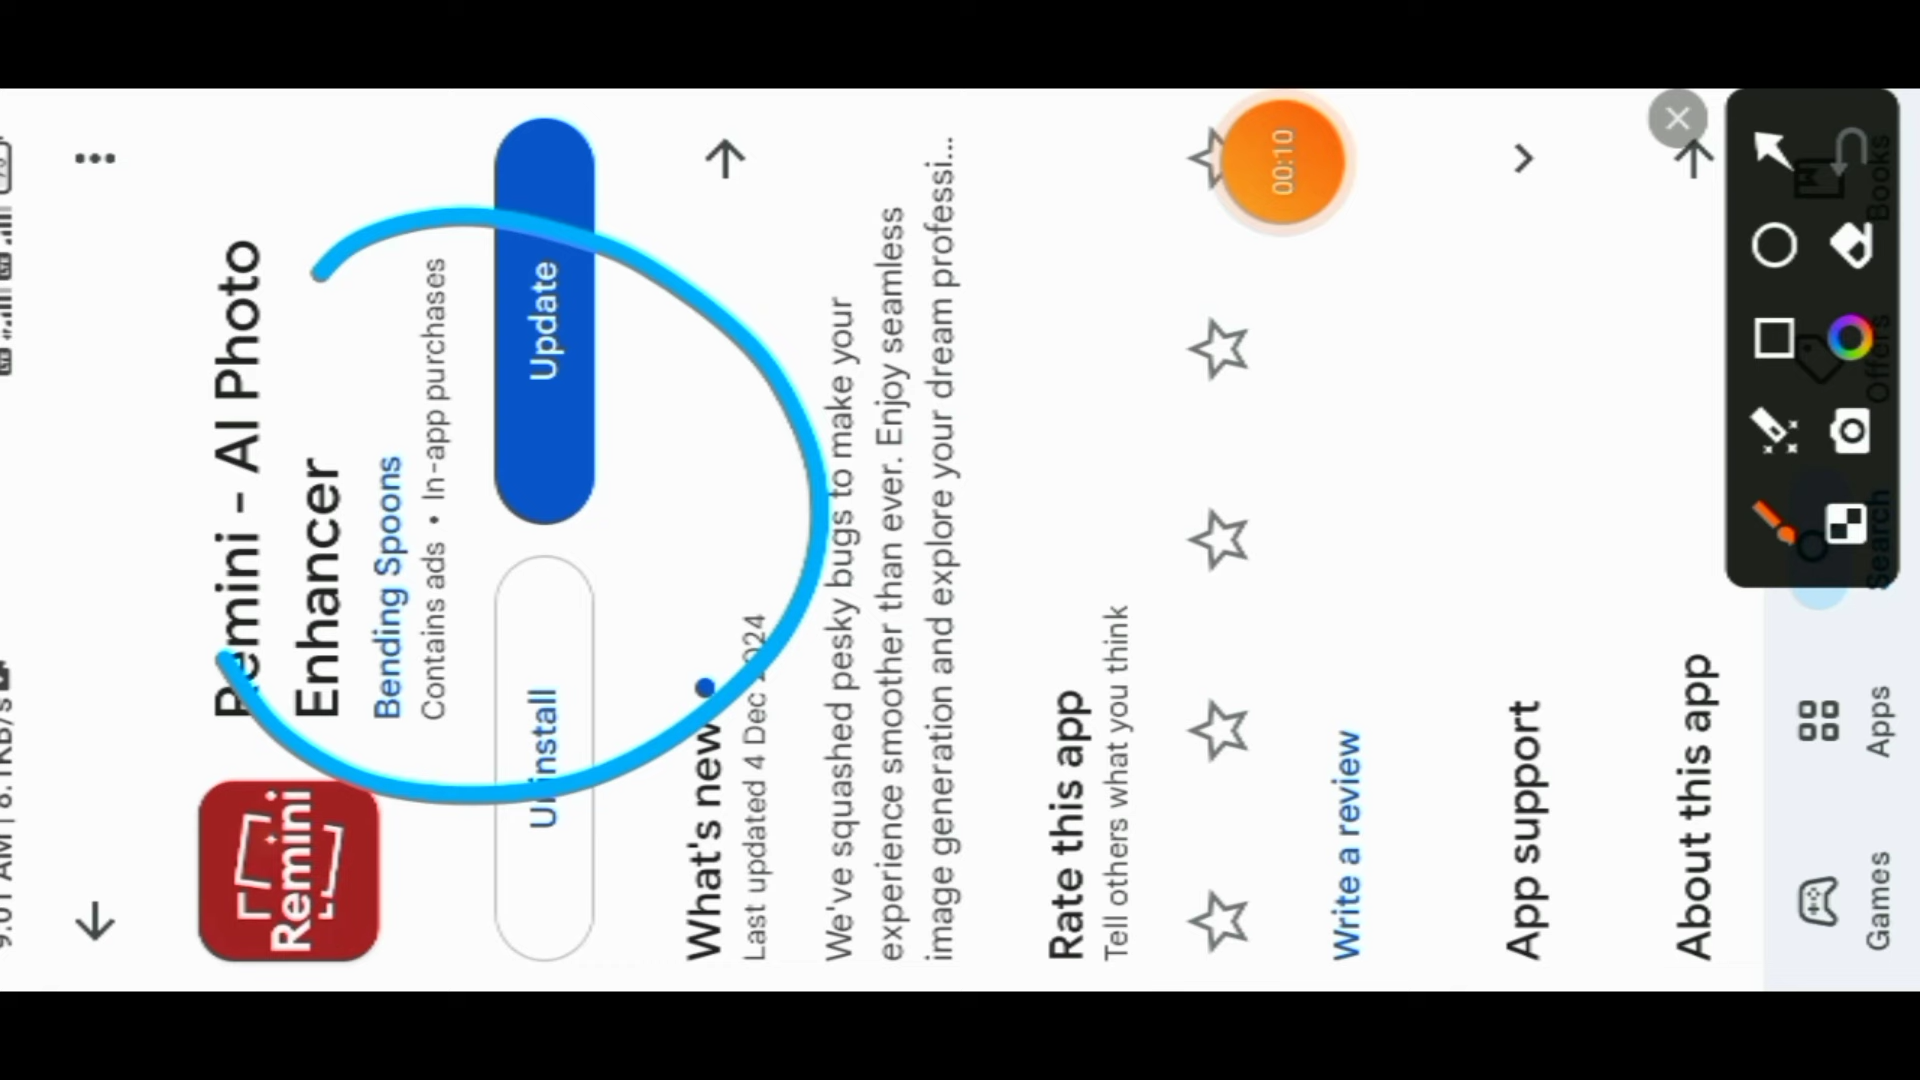 Remini - AI Photo
Enhancer
Bending Spoons
Contains ads • In-app purchases
Remini
Uninstall
Update
What's new
Last updated 4 Dec 2024
We've squashed pesky bugs to make your
experience smoother than ever. Enjoy seamless
image generation and explore your dream professi...
Rate this app
Tell others what you think
00:10
Write a review
App support
About this app
Games
Apps
Search
Offers
Books